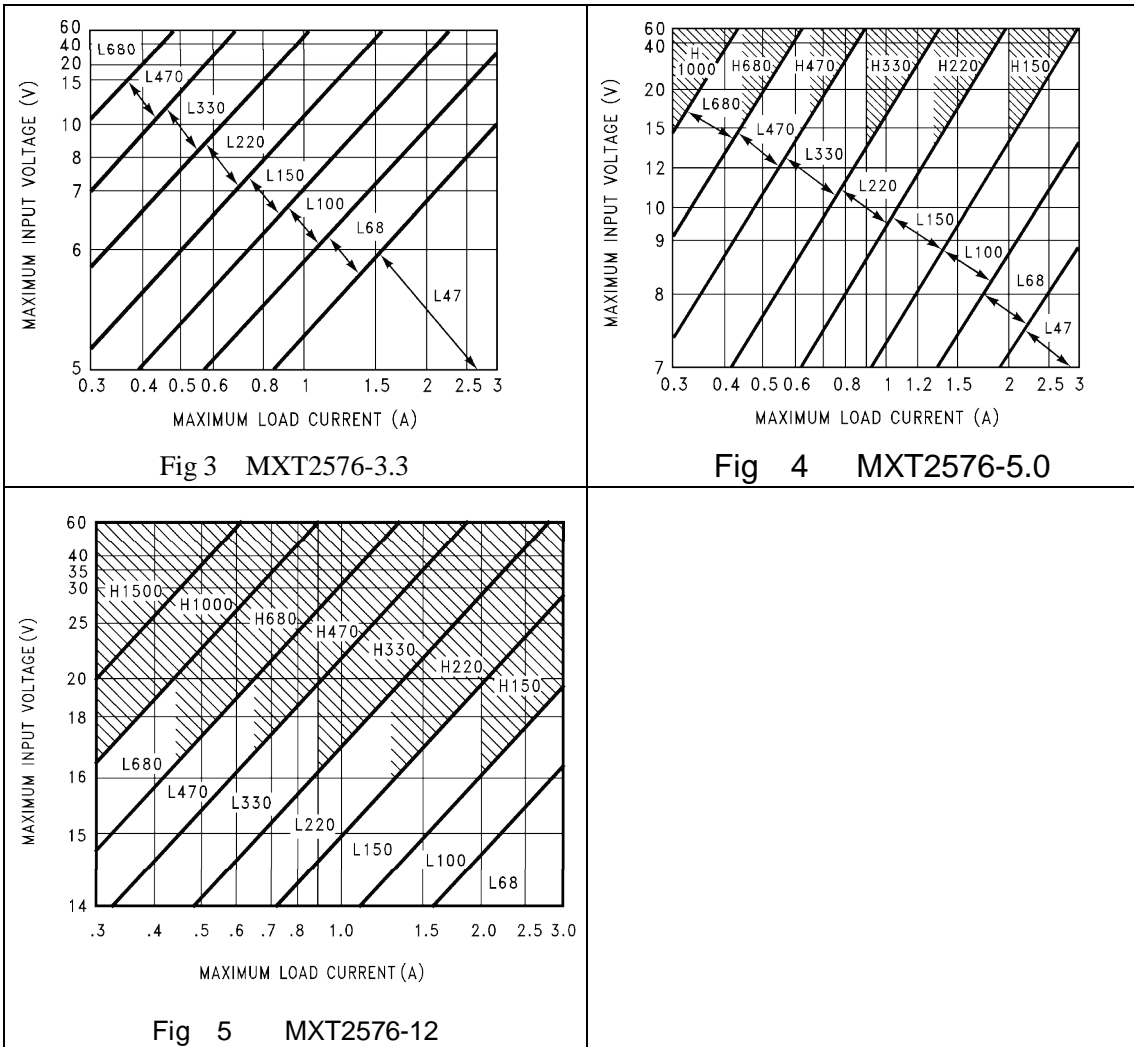 60
40
20
15
10
8
7
6
5
MAXIMUM INPUT VOLTAGE (V)
L680
L470
L330
L220
L150
L100
L68
L47
0.3 0.4 0.5 0.6 0.8 1 1.5 2 2.5 3
MAXIMUM LOAD CURRENT (A)
Fig 3 MXT2576-3.3
60
40
20
15
12
10
9
8
7
MAXIMUM INPUT VOLTAGE (V)
H
1000
H680
H470
H330
H220
H150
L680
L470
L330
L220
L150
L100
L68
L47
0.3 0.4 0.5 0.6 0.8 1 1.2 1.5 2 2.5 3
MAXIMUM LOAD CURRENT (A)
Fig 4 MXT2576-5.0
60
40
35
30
25
20
18
16
15
14
MAXIMUM INPUT VOLTAGE (V)
H1500
H1000
H680
H470
H330
H220
H150
L680
L470
L330
L220
L150
L100
L68
.3 .4 .5 .6 .7 .8 1.0 1.5 2.0 2.5 3.0
MAXIMUM LOAD CURRENT (A)
Fig 5 MXT2576-12